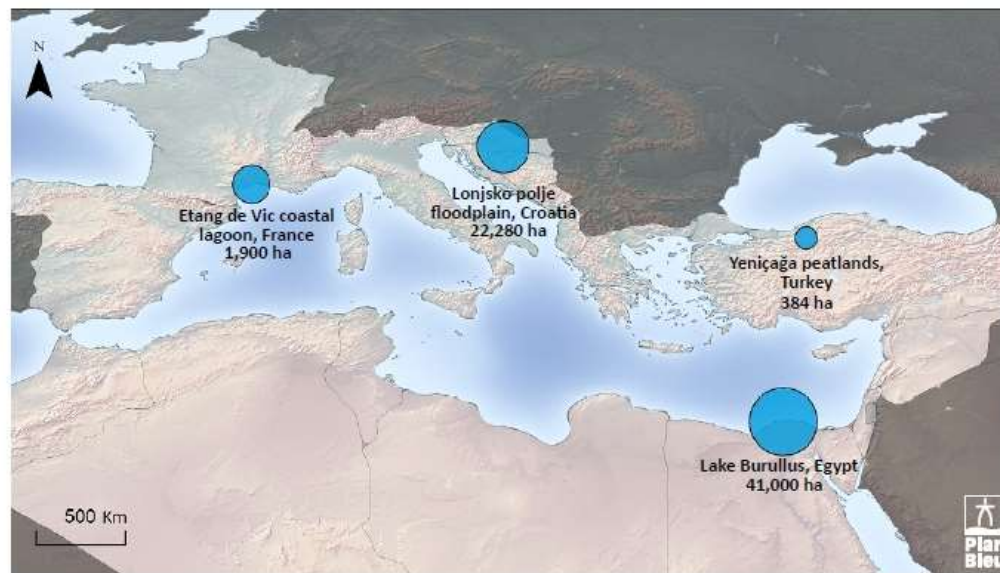 N
Etang de Vic coastal
lagoon, France
1,900 ha
Lonjsko polje
floodplain, Croatia
22,280 ha
Yeniçağa peatlands,
Turkey
384 ha
Lake Burullus, Egypt
41,000 ha
500 Km
Plan
Bleu